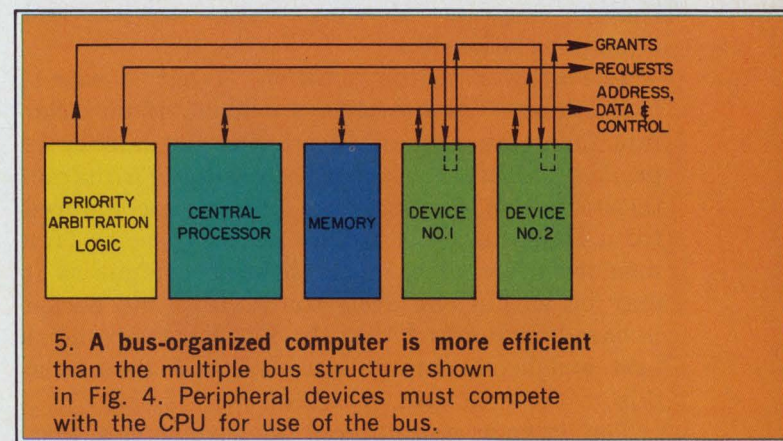 GRANTS
REQUESTS
ADDRESS,
DATA &
CONTROL
PRIORITY
ARBITRATION
LOGIC
CENTRAL
PROCESSOR
MEMORY
DEVICE
NO.1
DEVICE
NO.2
5. A bus-organized computer is more efficient
than the multiple bus structure shown
in Fig. 4. Peripheral devices must compete
with the CPU for use of the bus.